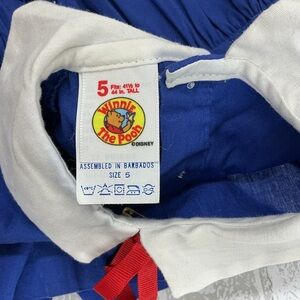 5 Fits: 41½ to
44 in. TALL
Winnie
The Pooh
©DISNEY
ASSEMBLED IN BARBADOS
SIZE 5